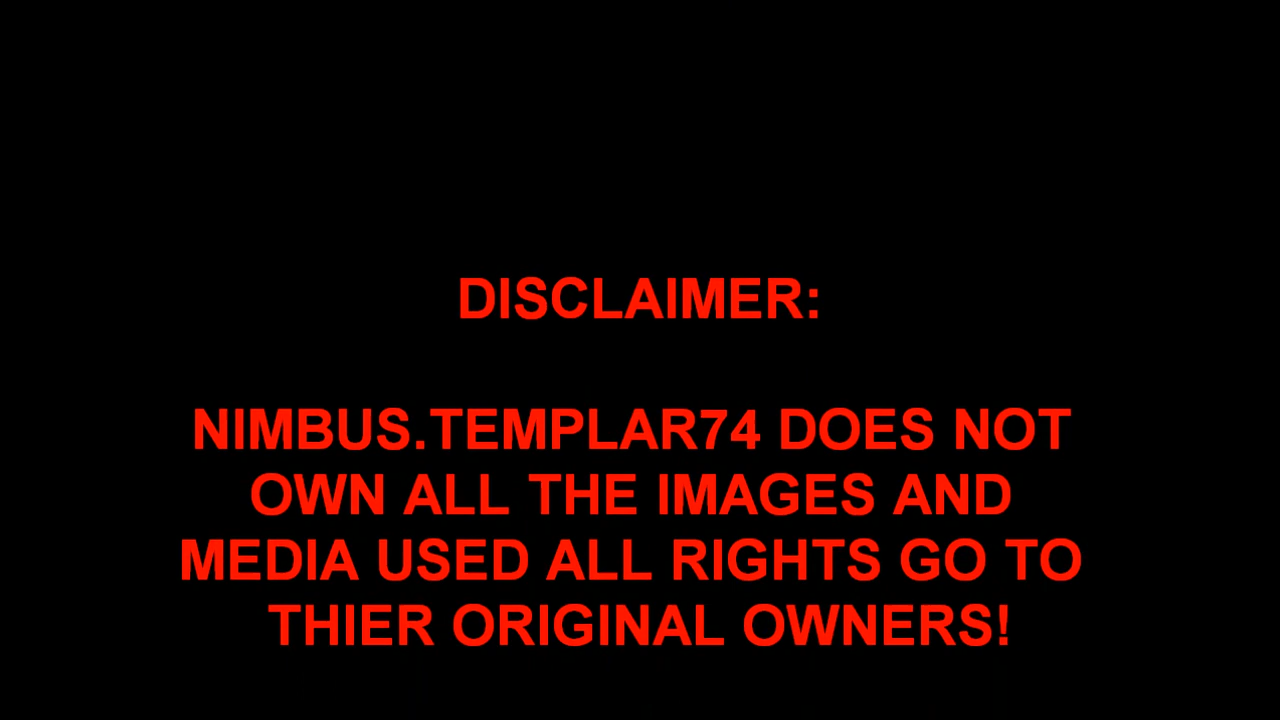 DISCLAIMER:
NIMBUS.TEMPLAR74 DOES NOT
OWN ALL THE IMAGES AND
MEDIA USED ALL RIGHTS GO TO
THIER ORIGINAL OWNERS!